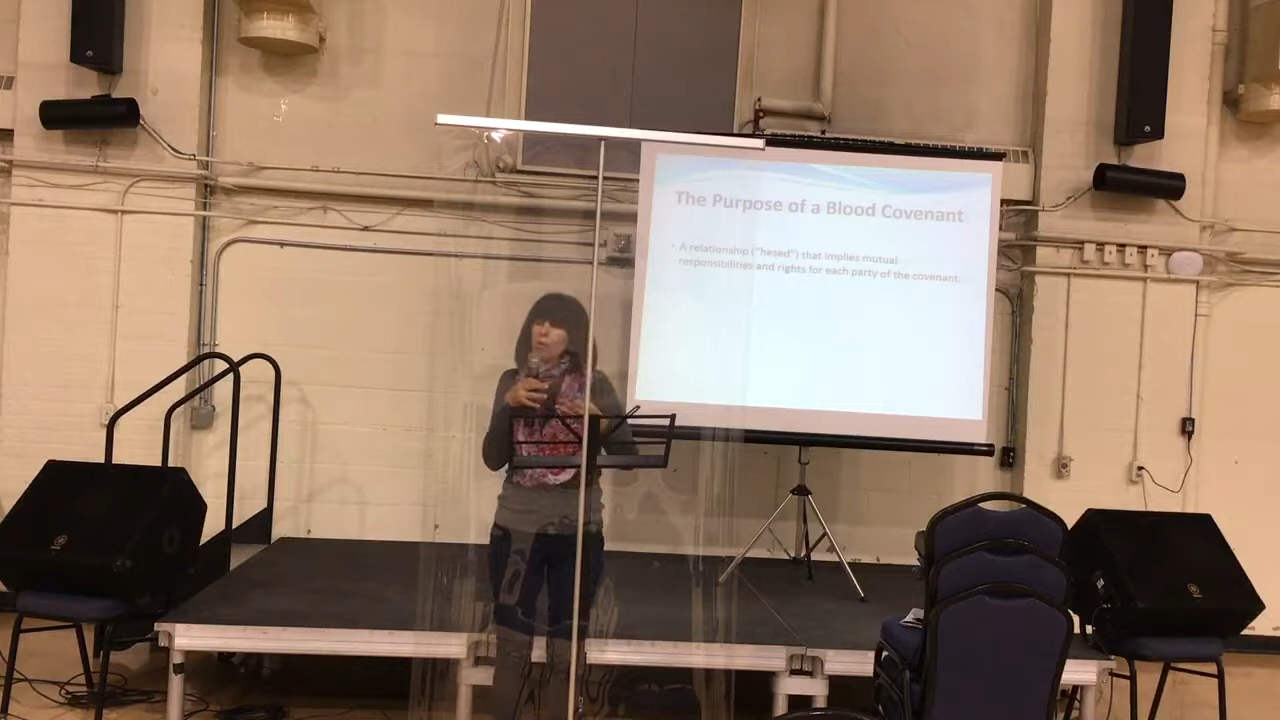 The Purpose of a Blood Covenant
• A relationship ("hesed") that implies mutual
responsibilities and rights for each party of the covenant.